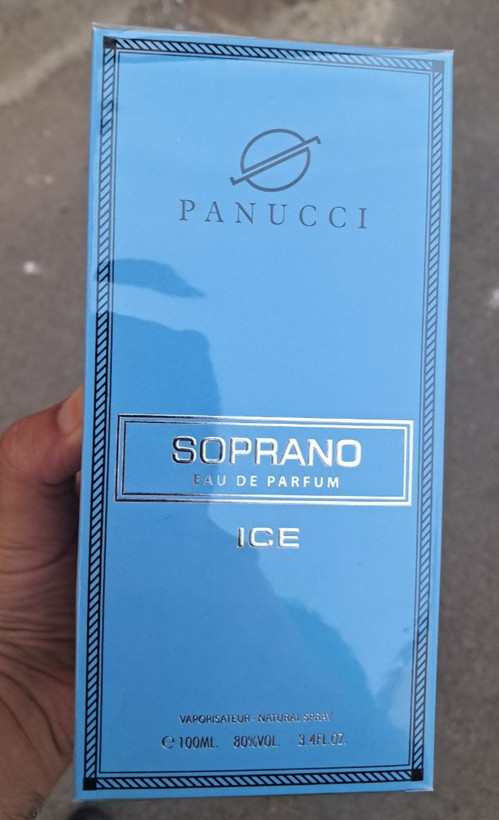 PANUCCI
SOPRANO
EAU DE PARFUM
ICE
VAPORISATEUR - NATURAL SPRAY
℮ 100ML. 80%VOL. 3.4FL.OZ.